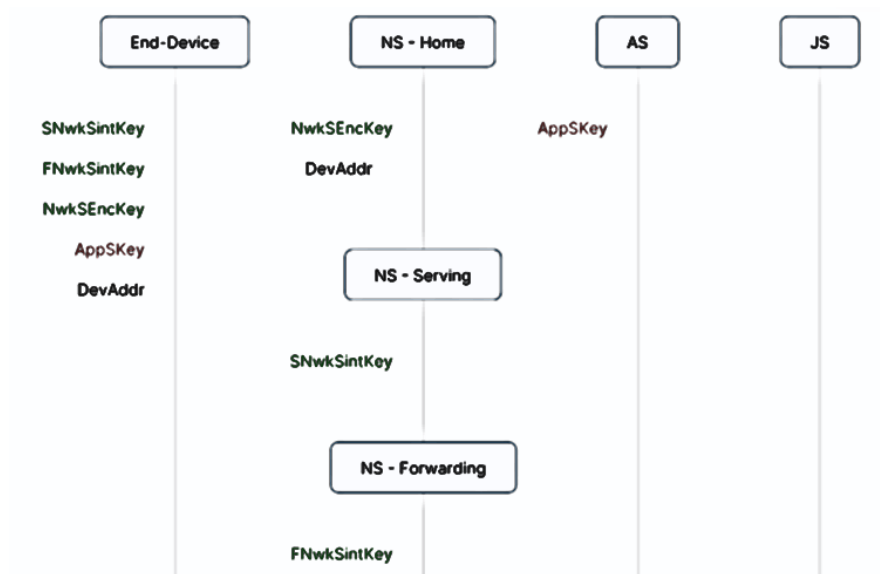 End-Device
NS - Home
AS
JS
SNwkSintKey
NwkSEncKey
AppSKey
FNwkSintKey
DevAddr
NwkSEncKey
AppSKey
NS - Serving
DevAddr
SNwkSintKey
NS - Forwarding
FNwkSintKey